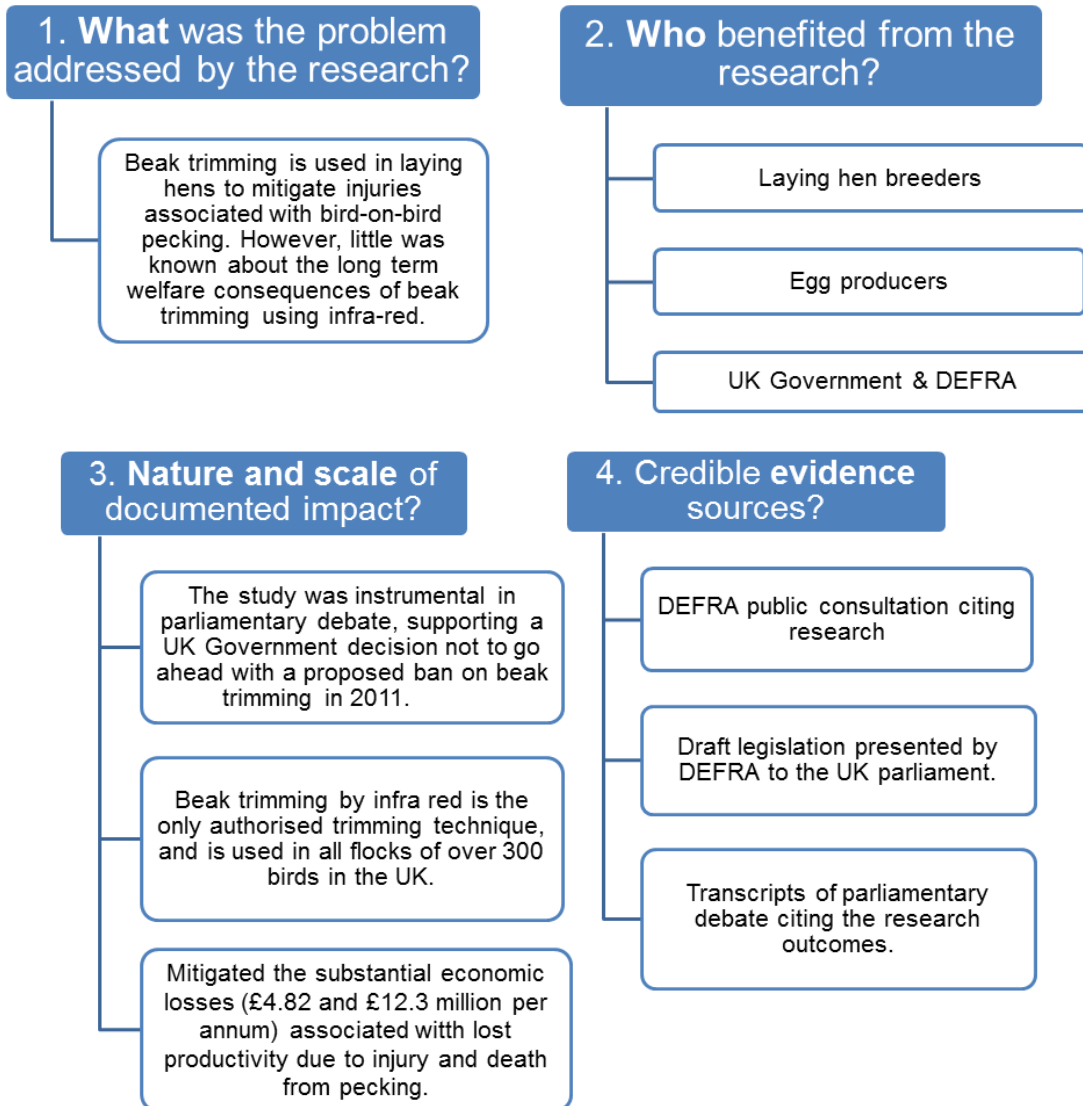 1. What was the problem
addressed by the research?
Beak trimming is used in laying
hens to mitigate injuries
associated with bird-on-bird
pecking. However, little was
known about the long term
welfare consequences of beak
trimming using infra-red.
2. Who benefited from the
research?
Laying hen breeders
Egg producers
UK Government & DEFRA
3. Nature and scale of
documented impact?
The study was instrumental in
parliamentary debate, supporting a
UK Government decision not to go
ahead with a proposed ban on beak
trimming in 2011.
Beak trimming by infra red is the
only authorised trimming technique,
and is used in all flocks of over 300
birds in the UK.
Mitigated the substantial economic
losses (£4.82 and £12.3 million per
annum) associated witth lost
productivity due to injury and death
from pecking.
4. Credible evidence
sources?
DEFRA public consultation citing
research
Draft legislation presented by
DEFRA to the UK parliament.
Transcripts of parliamentary
debate citing the research
outcomes.